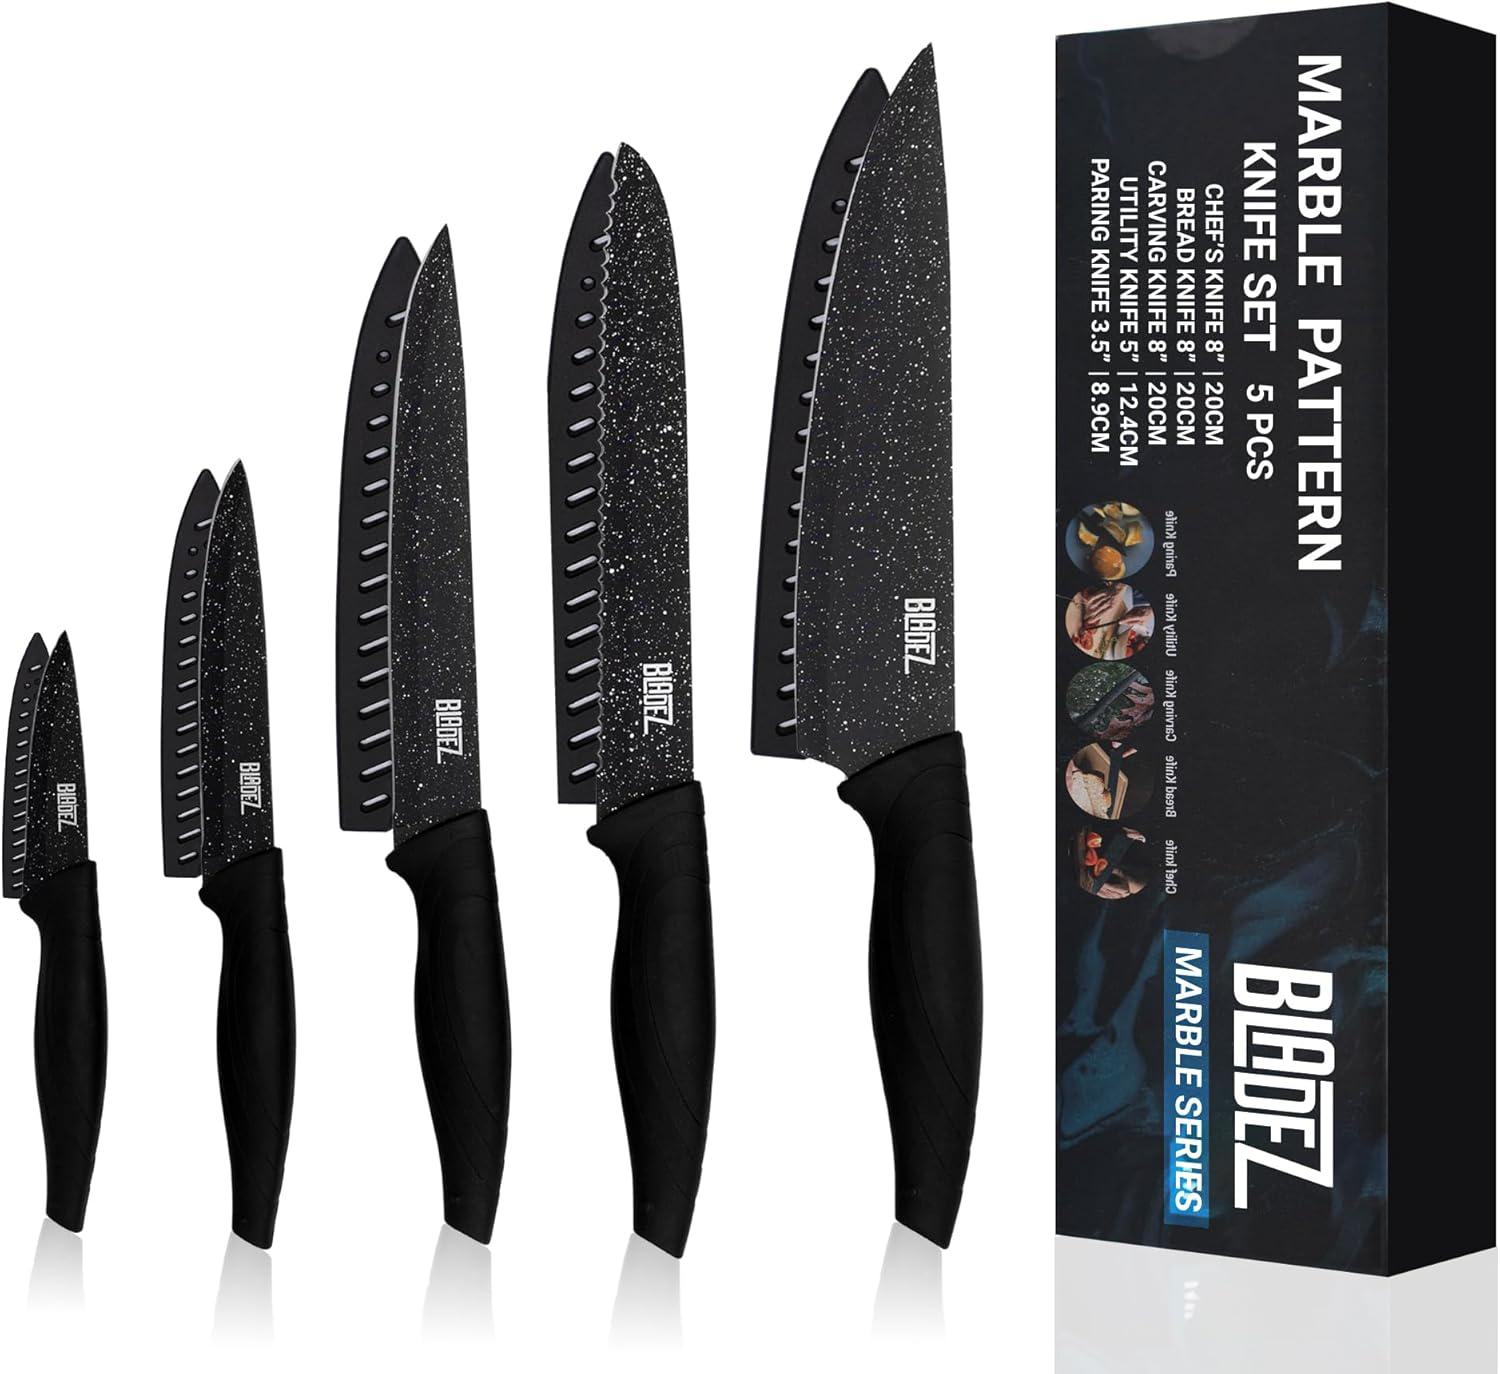 BLADEZ
BLADEZ
BLADEZ
BLADEZ
BLADEZ
MARBLE PATTERN
KNIFE SET 5 PCS
CHEF'S KNIFE 8" | 20CM
BREAD KNIFE 8" | 20CM
CARVING KNIFE 8" | 20CM
UTILITY KNIFE 5" | 12.4CM
PARING KNIFE 3.5" | 8.9CM
Paring Knife
Utility Knife
Carving Knife
Bread Knife
Chef knife
BLADEZ
MARBLE SERIES